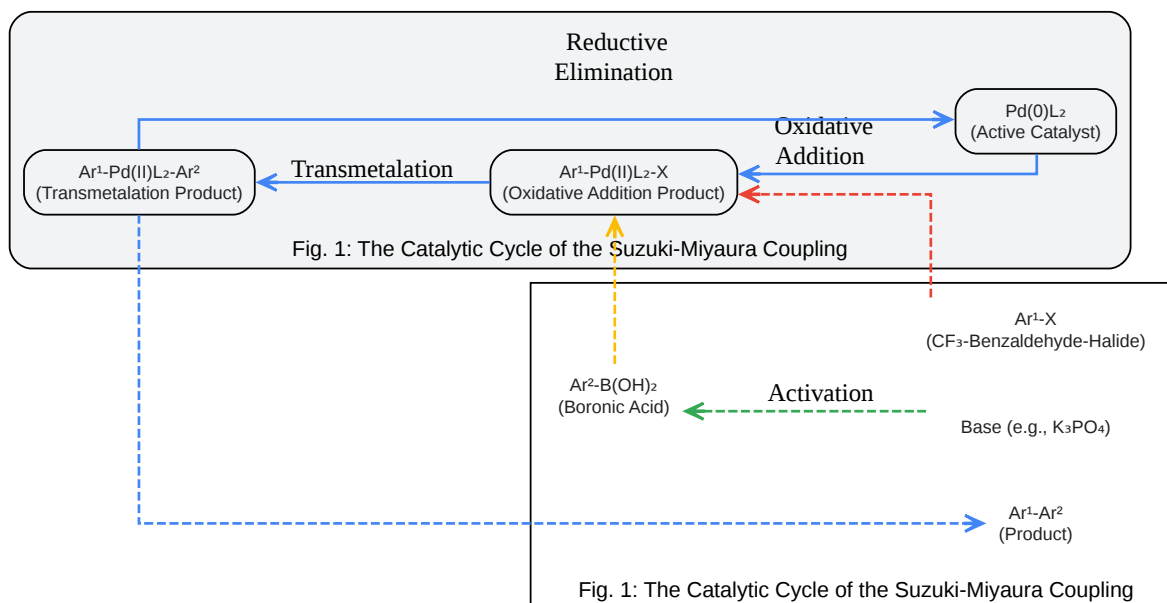 Reductive
Elimination
Pd(0)L₂
(Active Catalyst)
Oxidative
Addition
Ar¹-Pd(II)L₂-Ar²
(Transmetalation Product)
Transmetalation
Ar¹-Pd(II)L₂-X
(Oxidative Addition Product)
Fig. 1: The Catalytic Cycle of the Suzuki-Miyaura Coupling
Ar¹-X
(CF₃-Benzaldehyde-Halide)
Ar²-B(OH)₂
(Boronic Acid)
Activation
Base (e.g., K₃PO₄)
Ar¹-Ar²
(Product)
Fig. 1: The Catalytic Cycle of the Suzuki-Miyaura Coupling